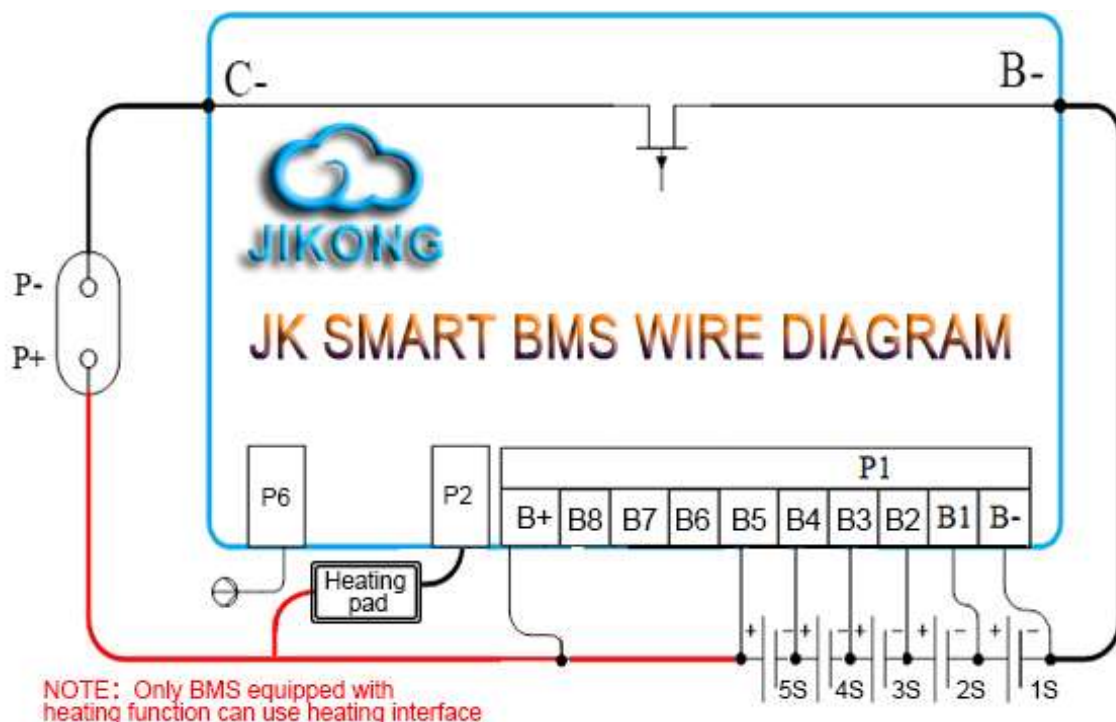 C- B-
JIKONG
P-
P+
JK SMART BMS WIRE DIAGRAM
P1
P6 P2 B+ B8 B7 B6 B5 B4 B3 B2 B1 B-
Heating
pad
+ - + - + - + - + -
5S 4S 3S 2S 1S
NOTE： Only BMS equipped with
heating function can use heating interface